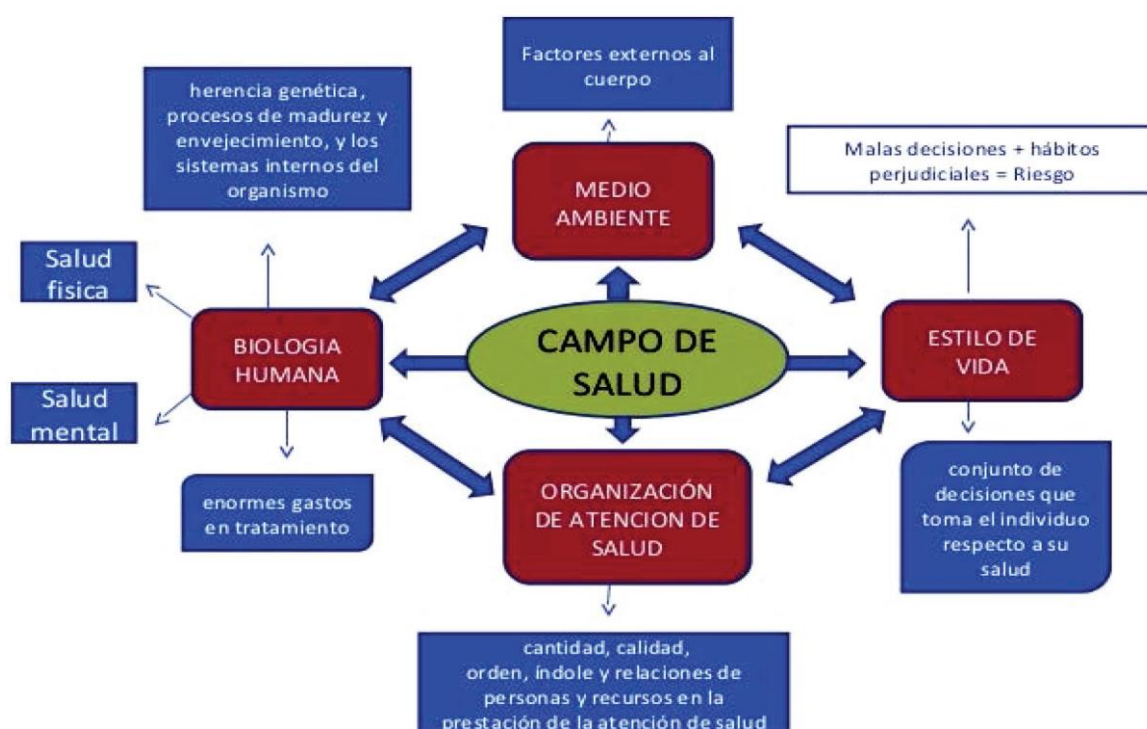 Factores externos al
cuerpo
herencia genética,
procesos de madurez y
envejecimiento, y los
sistemas internos del
organismo
Malas decisiones + hábitos
perjudiciales = Riesgo
MEDIO
AMBIENTE
Salud
fisica
BIOLOGIA
HUMANA
CAMPO DE
SALUD
ESTILO DE
VIDA
Salud
mental
enormes gastos
en tratamiento
ORGANIZACIÓN
DE ATENCION DE
SALUD
conjunto de
decisiones que
toma el individuo
respecto a su
salud
cantidad, calidad,
orden, índole y relaciones de
personas y recursos en la
prestación de la atención de salud